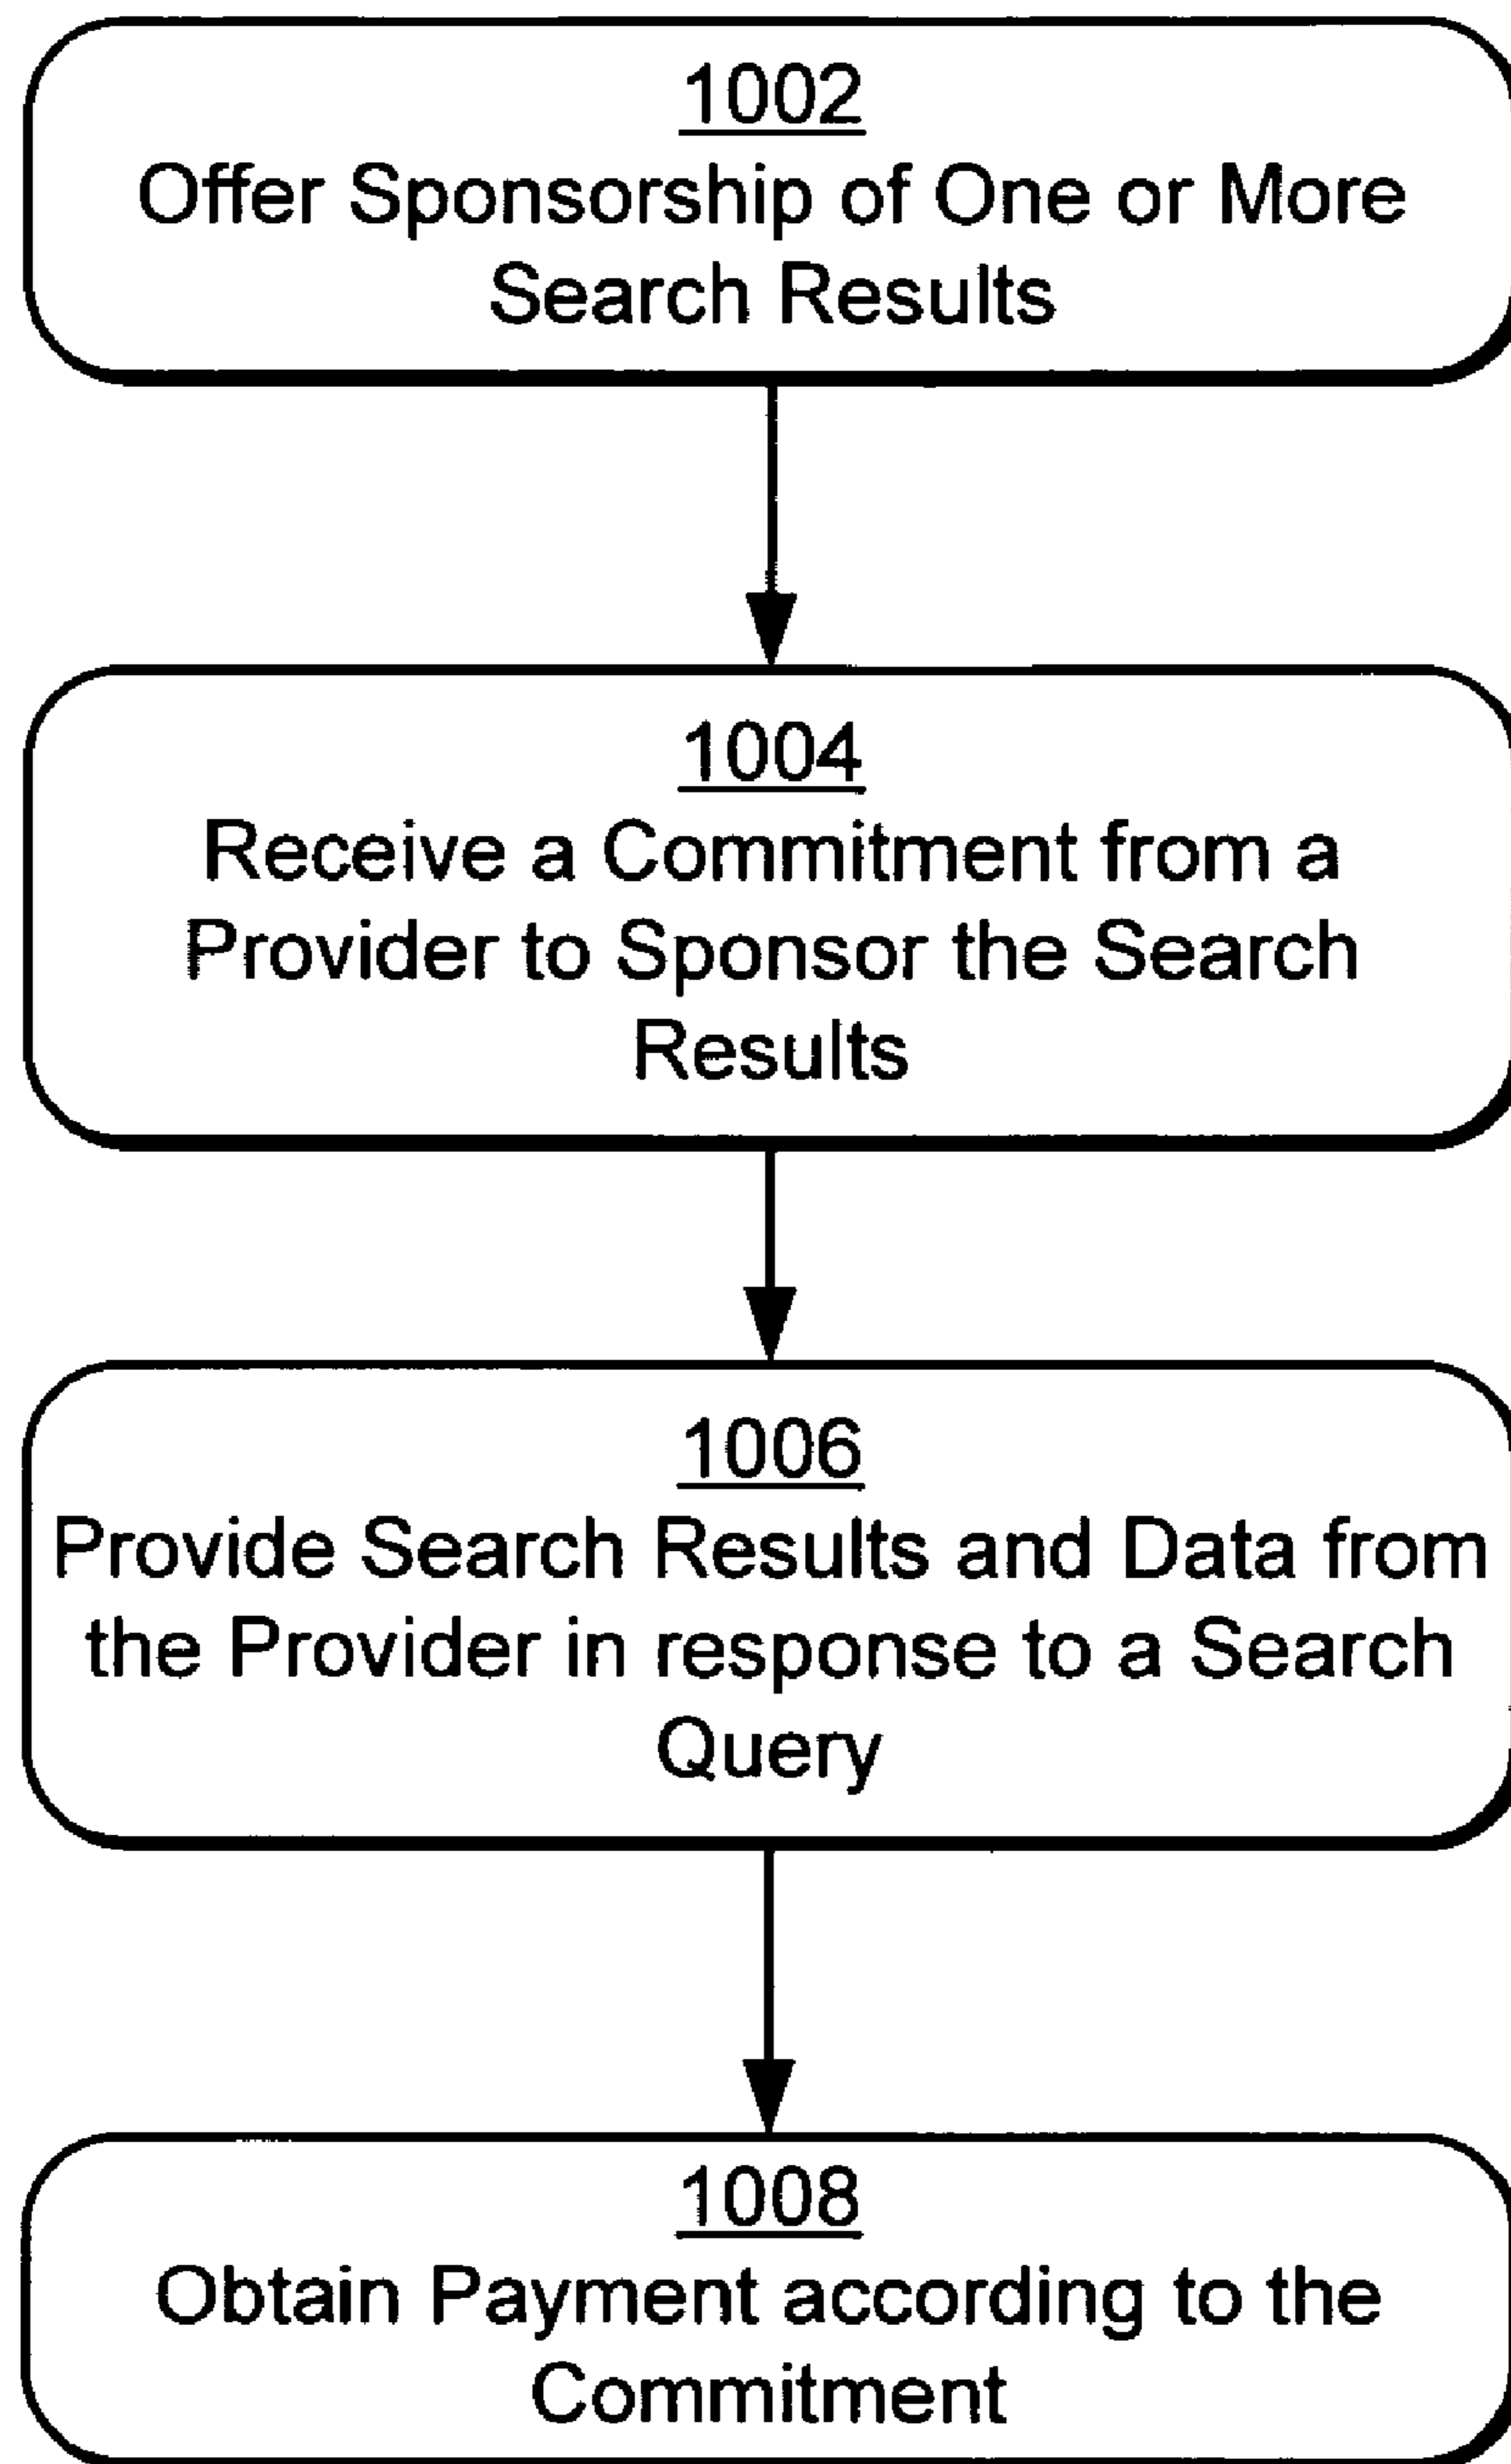 1002
Offer Sponsorship of One or More
Search Results
1004
Receive a Commitment from a
Provider to Sponsor the Search
Results
1006
Provide Search Results and Data from
the Provider in response to a Search
Query
1008
Obtain Payment according to the
Commitment